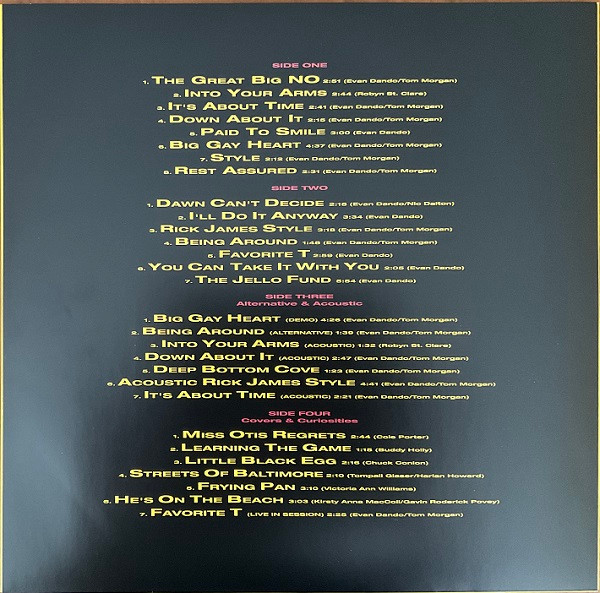 SIDE ONE
1. THE GREAT BIG NO 2:51 (Evan Dando/Tom Morgan)
2. INTO YOUR ARMS 2:44 (Robyn St. Clare)
3. IT'S ABOUT TIME 2:41 (Evan Dando/Tom Morgan)
4. DOWN ABOUT IT 2:15 (Evan Dando/Tom Morgan)
5. PAID TO SMILE 3:00 (Evan Dando)
6. BIG GAY HEART 4:37 (Evan Dando/Tom Morgan)
7. STYLE 2:12 (Evan Dando/Tom Morgan)
8. REST ASSURED 2:31 (Evan Dando/Tom Morgan)
SIDE TWO
1. DAWN CAN'T DECIDE 2:15 (Evan Dando/Nic Dalton)
2. I'LL DO IT ANYWAY 3:34 (Evan Dando)
3. RICK JAMES STYLE 3:18 (Evan Dando/Tom Morgan)
4. BEING AROUND 1:48 (Evan Dando/Tom Morgan)
5. FAVORITE T 2:59 (Evan Dando)
6. YOU CAN TAKE IT WITH YOU 2:05 (Evan Dando)
7. THE JELLO FUND 5:54 (Evan Dando)
SIDE THREE
Alternative & Acoustic
1. BIG GAY HEART (DEMO) 4:25 (Evan Dando/Tom Morgan)
2. BEING AROUND (ALTERNATIVE) 1:39 (Evan Dando/Tom Morgan)
3. INTO YOUR ARMS (ACOUSTIC) 1:32 (Robyn St. Clare)
4. DOWN ABOUT IT (ACOUSTIC) 2:47 (Evan Dando/Tom Morgan)
5. DEEP BOTTOM COVE 1:23 (Evan Dando/Tom Morgan)
6. ACOUSTIC RICK JAMES STYLE 4:41 (Evan Dando/Tom Morgan)
7. IT'S ABOUT TIME (ACOUSTIC) 2:21 (Evan Dando/Tom Morgan)
SIDE FOUR
Covers & Curiosities
1. MISS OTIS REGRETS 2:44 (Cole Porter)
2. LEARNING THE GAME 1:15 (Buddy Holly)
3. LITTLE BLACK EGG 2:16 (Chuck Conlon)
4. STREETS OF BALTIMORE 2:10 (Tompall Glaser/Harlan Howard)
5. FRYING PAN 3:10 (Victoria Ann Williams)
6. HE'S ON THE BEACH 3:03 (Kirsty Anna MacColl/Gavin Roderick Povey)
7. FAVORITE T (LIVE IN SESSION) 2:28 (Evan Dando/Tom Morgan)